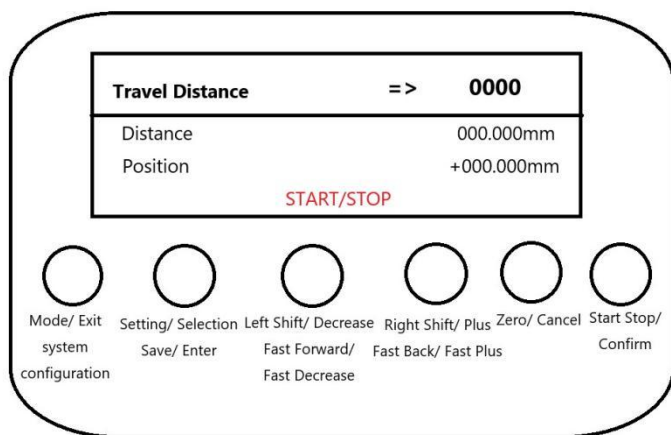 Travel Distance => 0000
Distance 000.000mm
Position +000.000mm
START/STOP
Mode/ Exit
system
configuration
Setting/ Selection
Save/ Enter
Left Shift/ Decrease
Fast Forward/
Fast Decrease
Right Shift/ Plus
Fast Back/ Fast Plus
Zero/ Cancel
Start Stop/
Confirm